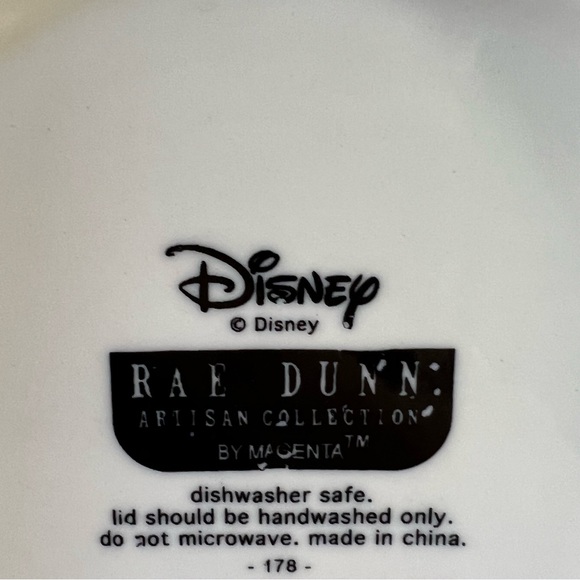 Disney
© Disney
RAE DUNN:
ARTISAN COLLECTION
BY MAGENTA™
dishwasher safe.
lid should be handwashed only.
do not microwave. made in china.
- 178 -